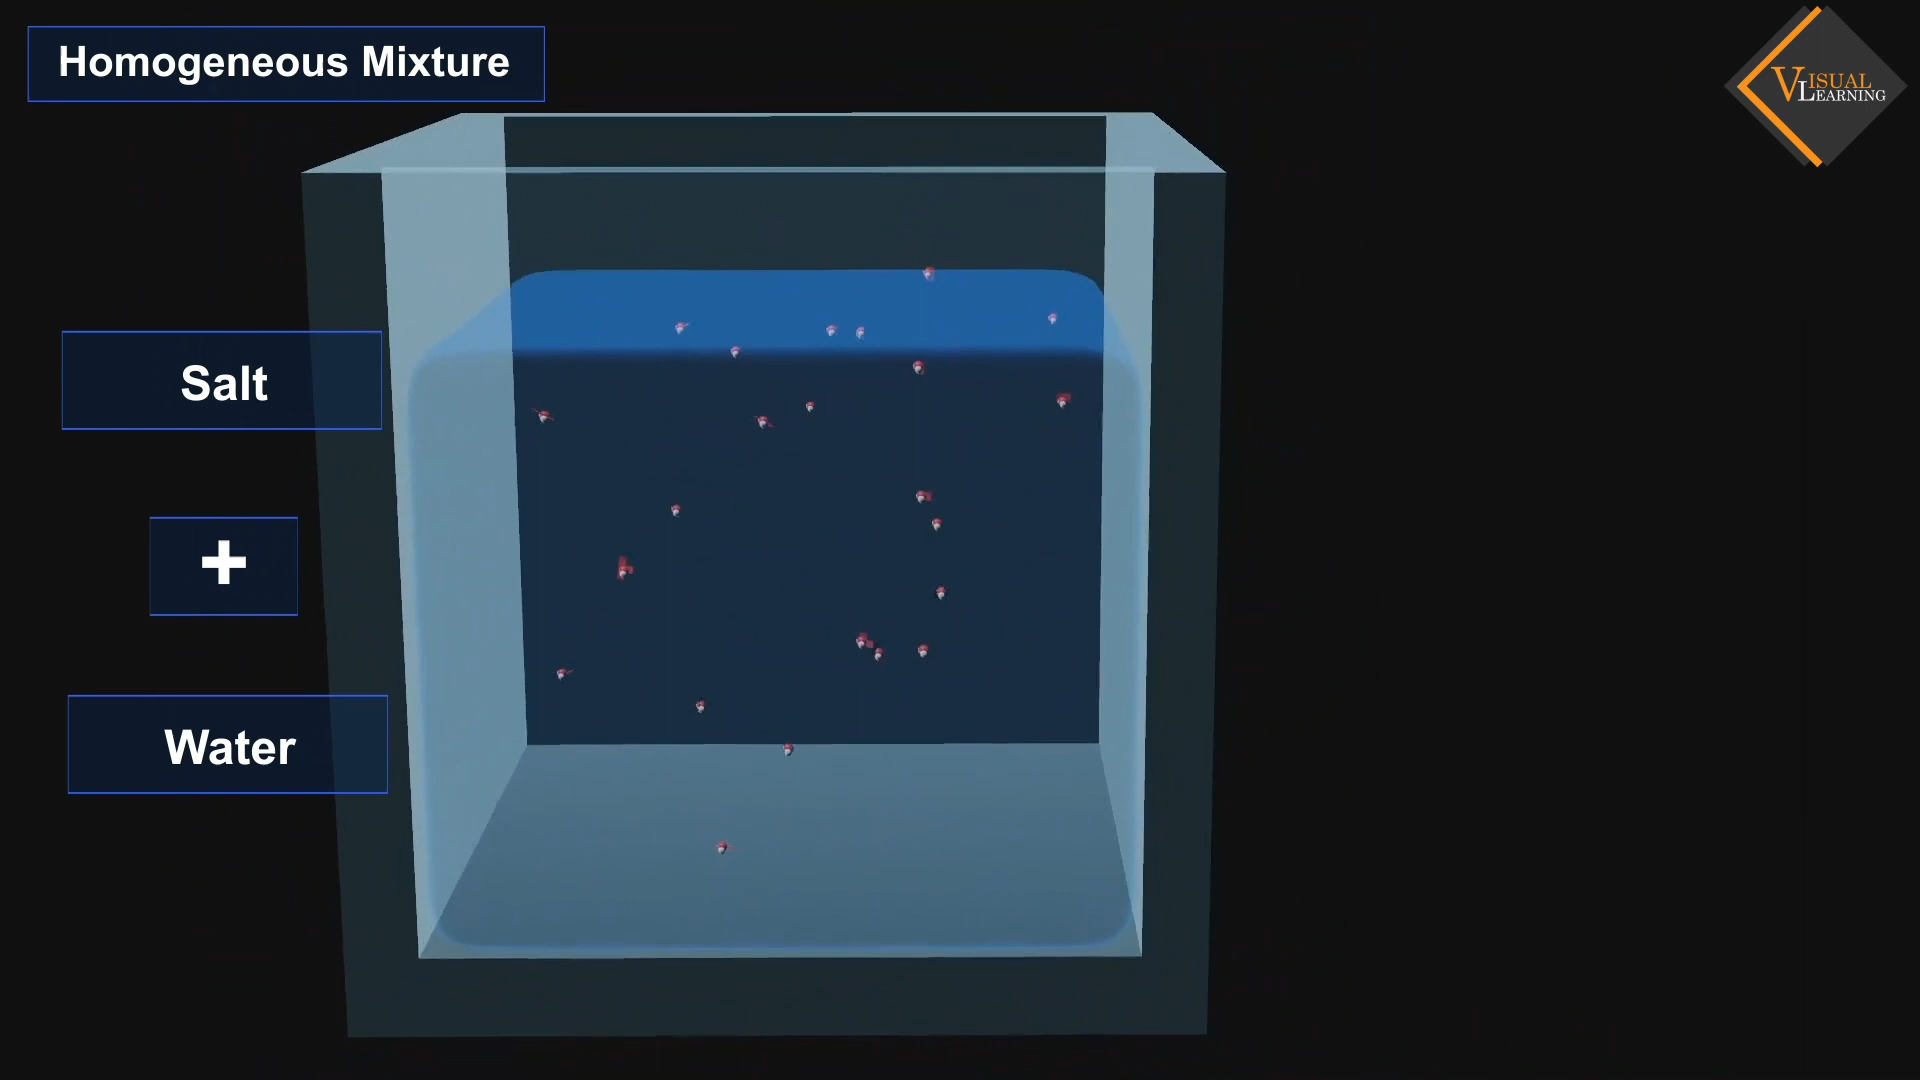 Homogeneous Mixture
VISUAL
LEARNING
Salt
+
Water